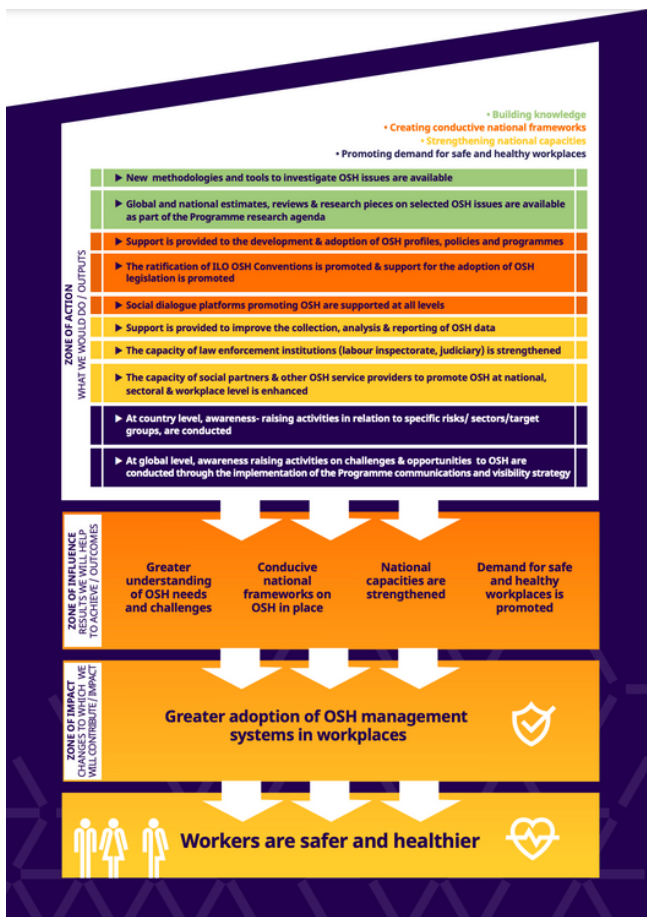 • Building knowledge
• Creating conductive national frameworks
• Strengthening national capacities
• Promoting demand for safe and healthy workplaces
ZONE OF ACTION
WHAT WE WOULD DO / OUTPUTS
▶ New methodologies and tools to investigate OSH issues are available
▶ Global and national estimates, reviews & research pieces on selected OSH issues are available
as part of the Programme research agenda
▶ Support is provided to the development & adoption of OSH profiles, policies and programmes
▶ The ratification of ILO OSH Conventions is promoted & support for the adoption of OSH
legislation is promoted
▶ Social dialogue platforms promoting OSH are supported at all levels
▶ Support is provided to improve the collection, analysis & reporting of OSH data
▶ The capacity of law enforcement institutions (labour inspectorate, judiciary) is strengthened
▶ The capacity of social partners & other OSH service providers to promote OSH at national,
sectoral & workplace level is enhanced
▶ At country level, awareness- raising activities in relation to specific risks/ sectors/target
groups, are conducted
▶ At global level, awareness raising activities on challenges & opportunities to OSH are
conducted through the implementation of the Programme communications and visibility strategy
ZONE OF INFLUENCE
RESULTS WE WILL HELP
TO ACHIEVE / OUTCOMES
Greater
understanding
of OSH needs
and challenges
Conducive
national
frameworks on
OSH in place
National
capacities are
strengthened
Demand for safe
and healthy
workplaces is
promoted
ZONE OF IMPACT
CHANGES TO WHICH WE
WILL CONTRIBUTE / IMPACT
Greater adoption of OSH management
systems in workplaces
Workers are safer and healthier